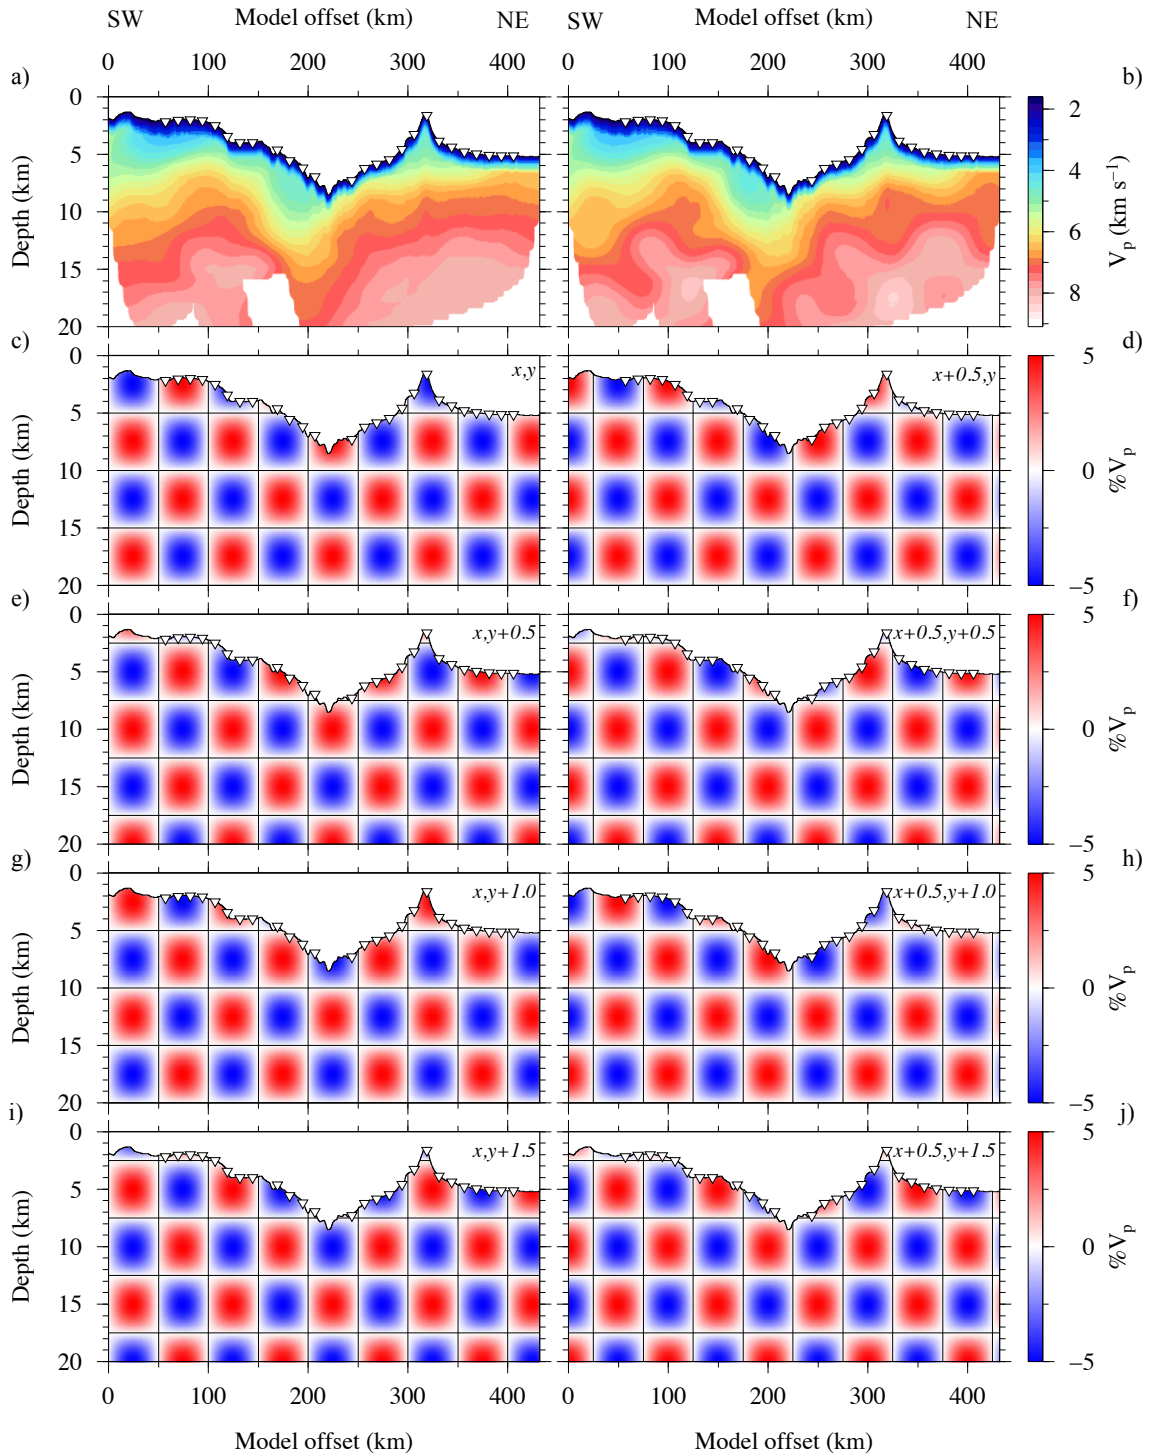 SW Model offset (km) NE SW Model offset (km) NE
0 100 200 300 400 0 100 200 300 400
a) b)
0
5
10
15
20
Depth (km)
2
4
6
8
Vp (km s−1)
c) d)
x,y x+0.5,y
0
5
10
15
20
Depth (km)
5
0
−5
%Vp
e) f)
x,y+0.5 x+0.5,y+0.5
0
5
10
15
20
Depth (km)
5
0
−5
%Vp
g) h)
x,y+1.0 x+0.5,y+1.0
0
5
10
15
20
Depth (km)
5
0
−5
%Vp
i) j)
x,y+1.5 x+0.5,y+1.5
0
5
10
15
20
Depth (km)
5
0
−5
%Vp
0 100 200 300 400 0 100 200 300 400
Model offset (km) Model offset (km)